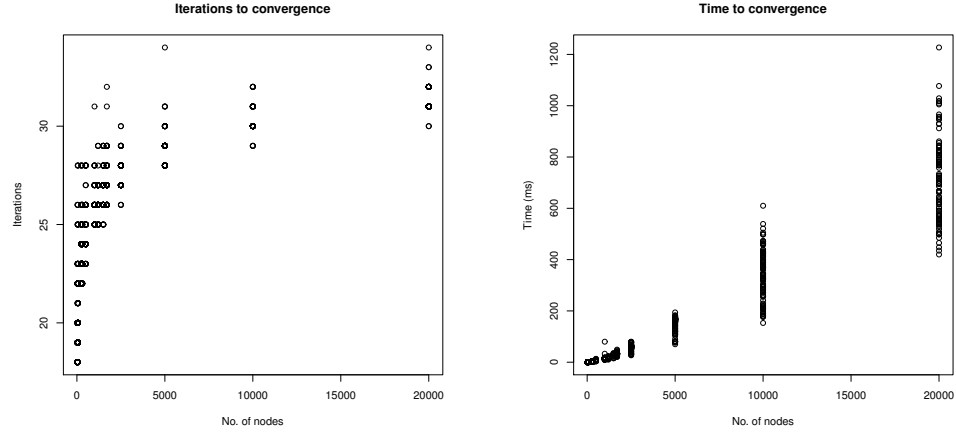 Iterations to convergence
30
25
20
Iterations
0 5000 10000 15000 20000
No. of nodes
Time to convergence
1200
1000
800
600
400
200
0
Time (ms)
0 5000 10000 15000 20000
No. of nodes